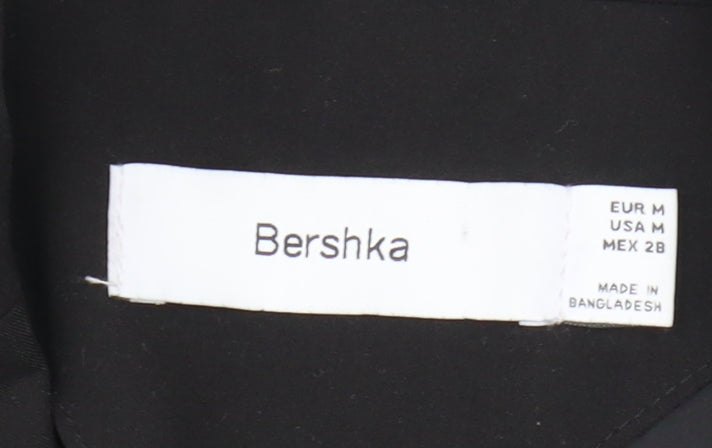 Bershka
EUR M
USA M
MEX 28
MADE IN
BANGLADESH